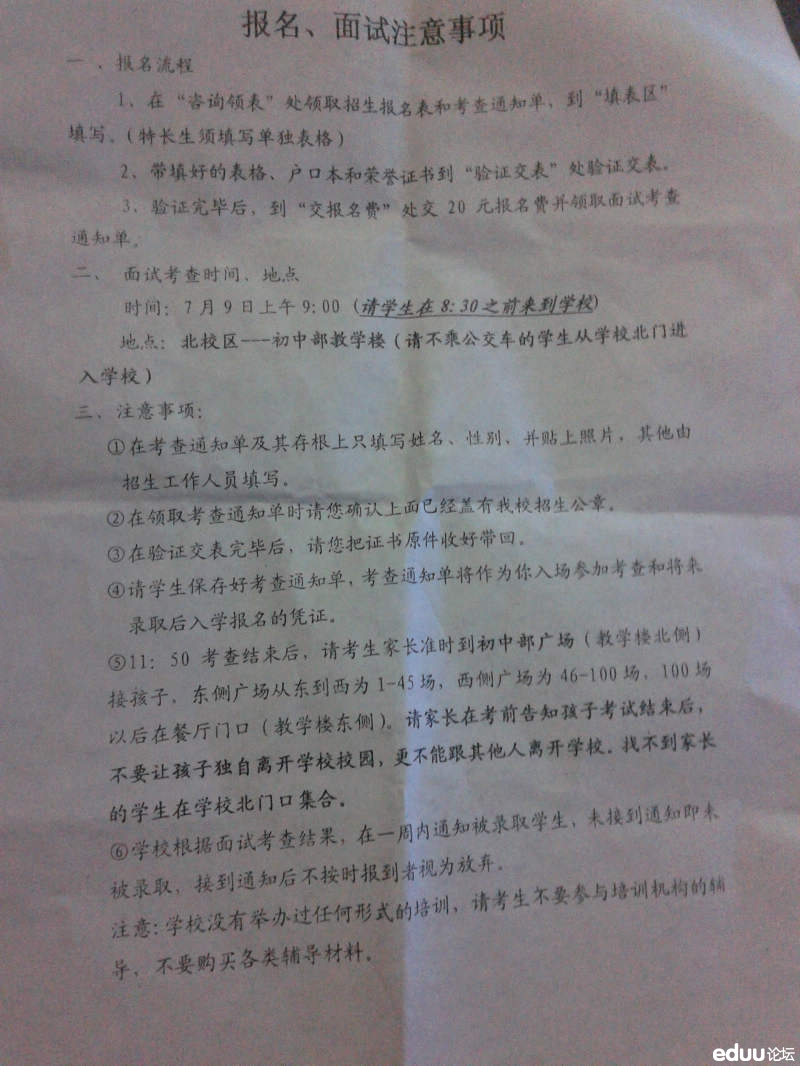 报名、面试注意事项
一、报名流程
1、在“咨询领表”处领取招生报名表和考查通知单，到“填表区”
填写。（特长生须填写单独表格）
2、带填好的表格、户口本和荣誉证书到“验证交表”处验证交表。
3、验证完毕后，到“交报名费”处交 20 元报名费并领取面试考查
通知单。
二、 面试考查时间、地点
时间：7 月 9 日上午 9:00（请学生在 8:30 之前来到学校）
地点：北校区---初中部教学楼（请不乘公交车的学生从学校北门进
入学校）
三、注意事项：
①在考查通知单及其存根上只填写姓名、性别、并贴上照片，其他由
招生工作人员填写。
②在领取考查通知单时请您确认上面已经盖有我校招生公章。
③在验证交表完毕后，请您把证书原件收好带回。
④请学生保存好考查通知单，考查通知单将作为你入场参加考查和将来
录取后入学报名的凭证。
⑤11：50 考查结束后，请考生家长准时到初中部广场（教学楼北侧）
接孩子，东侧广场从东到西为 1-45 场，西侧广场为 46-100 场，100 场
以后在餐厅门口（教学楼东侧）。请家长在考前告知孩子考试结束后，
不要让孩子独自离开学校校园，更不能跟其他人离开学校。找不到家长
的学生在学校北门口集合。
⑥学校根据面试考查结果，在一周内通知被录取学生，未接到通知即未
被录取，接到通知后不按时报到者视为放弃。
注意：学校没有举办过任何形式的培训，请考生不要参与培训机构的辅
导，不要购买各类辅导材料。
eduu论坛